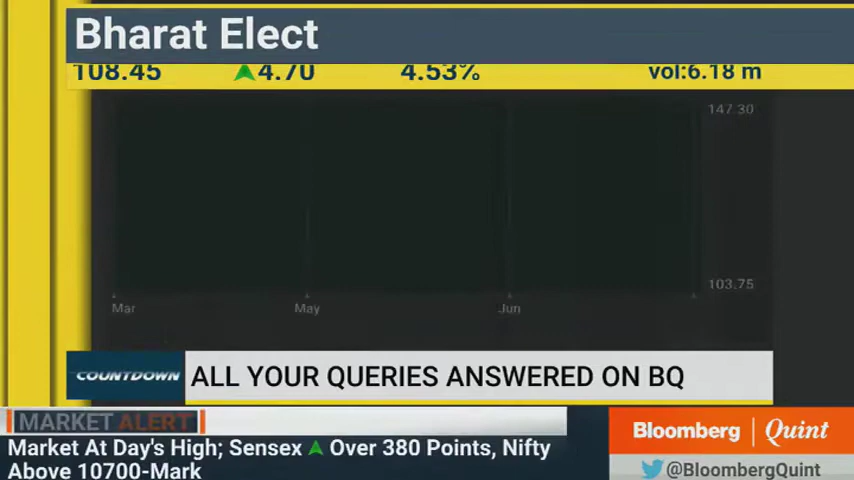 Bharat Elect
108.45 ▲4.70 4.53% vol:6.18 m
147.30
103.75
Mar May Jun
COUNTDOWN ALL YOUR QUERIES ANSWERED ON BQ
MARKET ALERT
Market At Day's High; Sensex ▲ Over 380 Points, Nifty
Above 10700-Mark
Bloomberg | Quint
@BloombergQuint